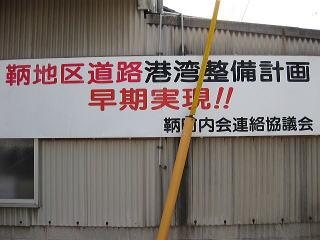 鞆地区道路港湾整備計画
早期実現!!
鞆町内会連絡協議会